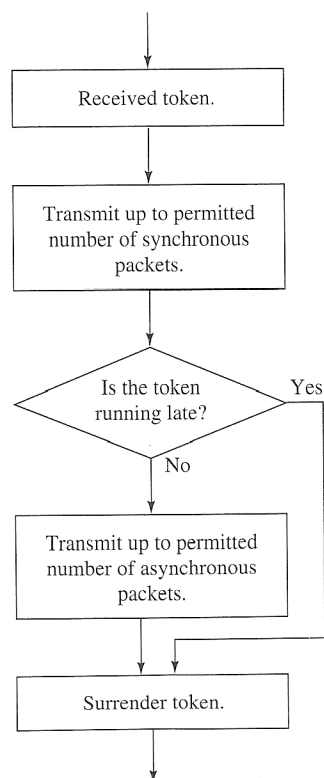 Received token.
Transmit up to permitted
number of synchronous
packets.
Is the token
running late?
Yes
No
Transmit up to permitted
number of asynchronous
packets.
Surrender token.